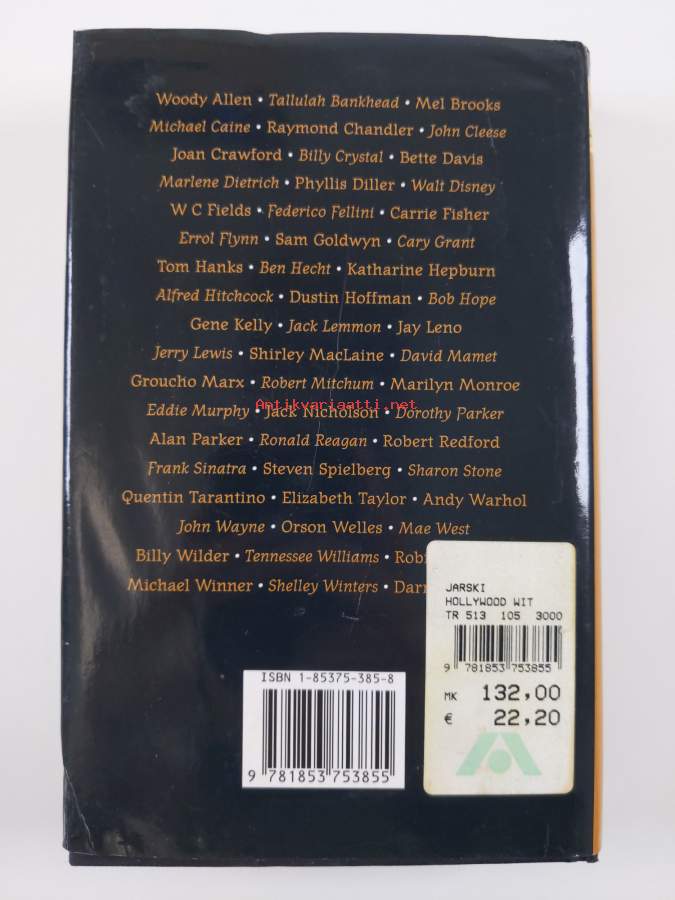 Woody Allen • Tallulah Bankhead • Mel Brooks
Michael Caine • Raymond Chandler • John Cleese
Joan Crawford • Billy Crystal • Bette Davis
Marlene Dietrich • Phyllis Diller • Walt Disney
W C Fields • Federico Fellini • Carrie Fisher
Errol Flynn • Sam Goldwyn • Cary Grant
Tom Hanks • Ben Hecht • Katharine Hepburn
Alfred Hitchcock • Dustin Hoffman • Bob Hope
Gene Kelly • Jack Lemmon • Jay Leno
Jerry Lewis • Shirley MacLaine • David Mamet
Groucho Marx • Robert Mitchum • Marilyn Monroe
Antikvariaatti.net
Eddie Murphy • Jack Nicholson • Dorothy Parker
Alan Parker • Ronald Reagan • Robert Redford
Frank Sinatra • Steven Spielberg • Sharon Stone
Quentin Tarantino • Elizabeth Taylor • Andy Warhol
John Wayne • Orson Welles • Mae West
Billy Wilder • Tennessee Williams • Rob
Michael Winner • Shelley Winters • Dar
JARSKI
HOLLYWOOD WIT
TR 513 105 3000
9 781853 753855
MK 132,00
€ 22,20
ISBN 1-85375-385-8
9 781853 753855